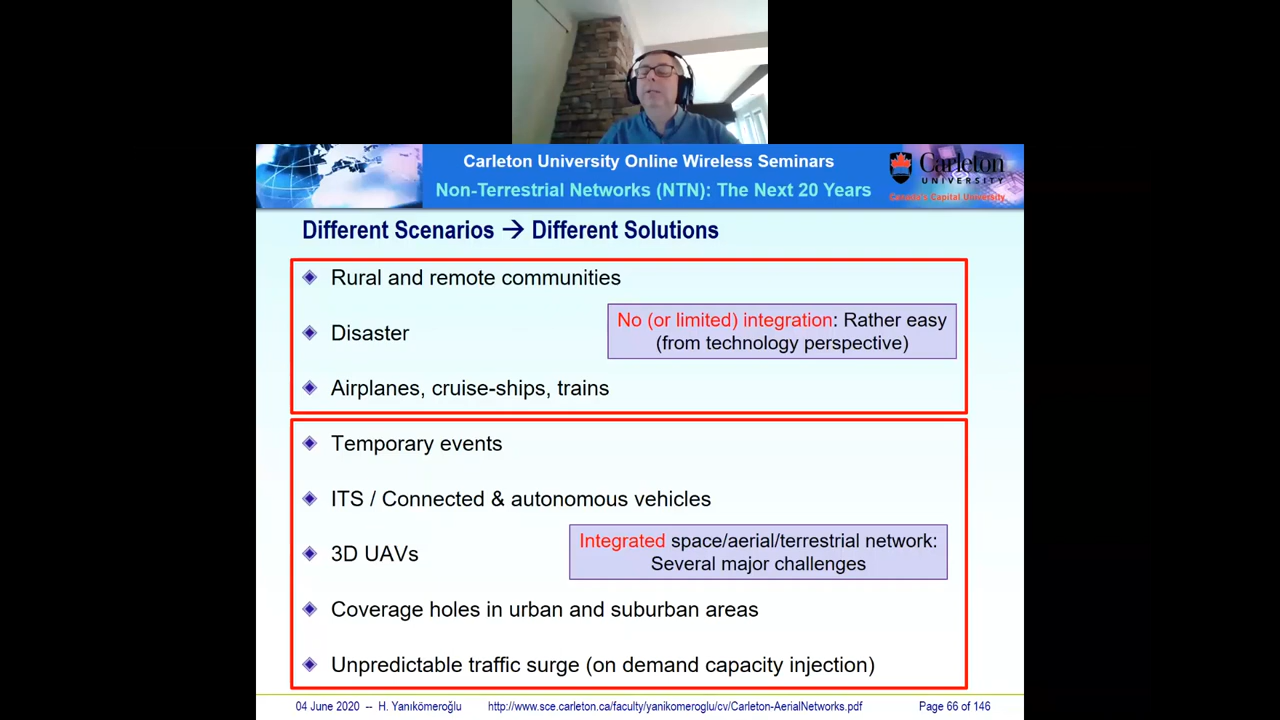 Carleton University Online Wireless Seminars
Non-Terrestrial Networks (NTN): The Next 20 Years
Carleton
UNIVERSITY
Canada's Capital University
Different Scenarios → Different Solutions
Rural and remote communities
No (or limited) integration: Rather easy
(from technology perspective)
Disaster
Airplanes, cruise-ships, trains
Temporary events
ITS / Connected & autonomous vehicles
Integrated space/aerial/terrestrial network:
Several major challenges
3D UAVs
Coverage holes in urban and suburban areas
Unpredictable traffic surge (on demand capacity injection)
04 June 2020 -- H. Yanıkömeroğlu http://www.sce.carleton.ca/faculty/yanikomeroglu/cv/Carleton-AerialNetworks.pdf Page 66 of 146